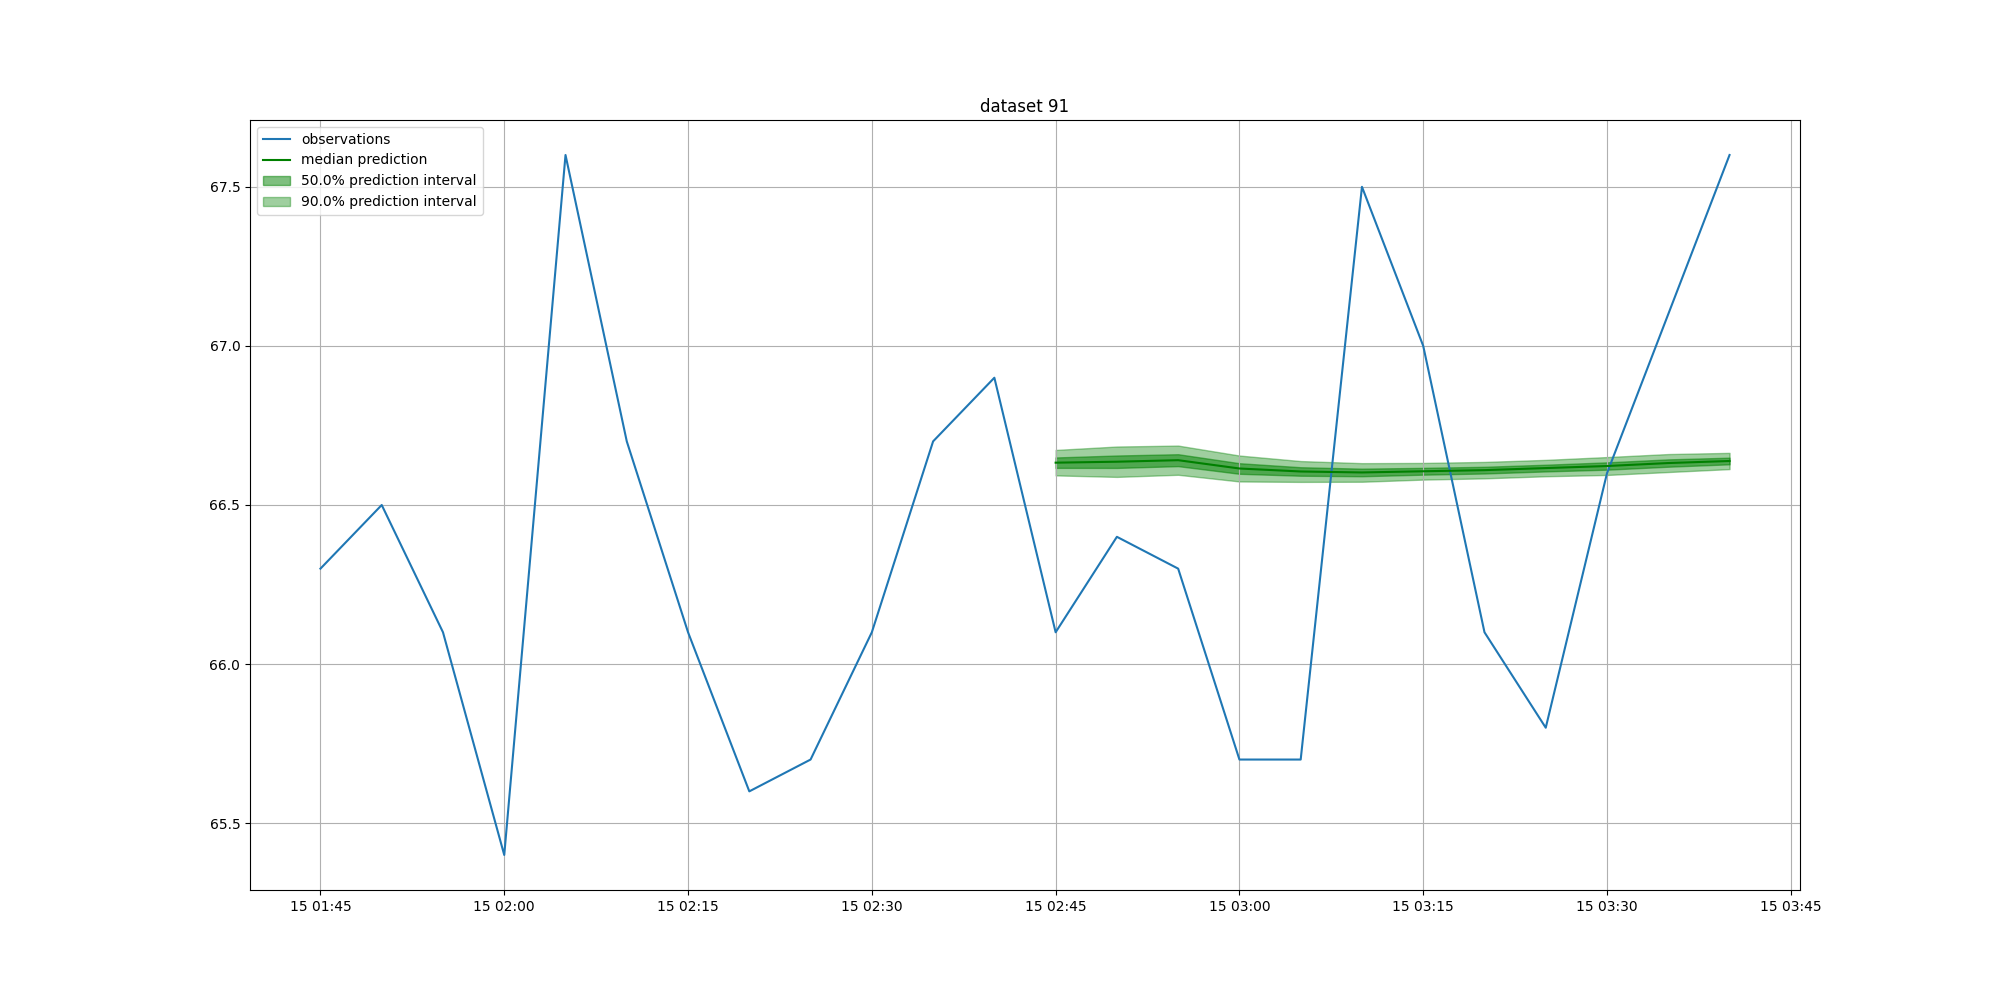 dataset 91
observations
median prediction
50.0% prediction interval
90.0% prediction interval
67.5
67.0
66.5
66.0
65.5
15 01:45 15 02:00 15 02:15 15 02:30 15 02:45 15 03:00 15 03:15 15 03:30 15 03:45